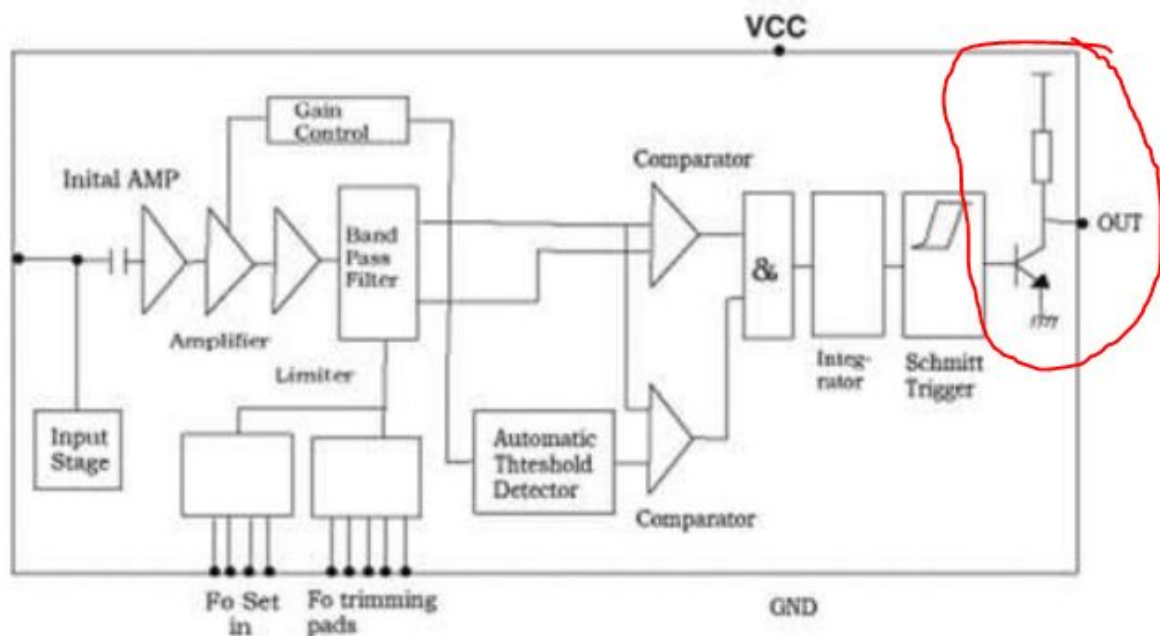 VCC
Gain
Control
Comparator
Inital AMP
Band
Pass
Filter
OUT
&
Amplifier
Limiter
Integ-
rator
Schmitt
Trigger
Input
Stage
Automatic
Thteshold
Detector
Comparator
Fo Set
in
Fo trimming
pads
GND